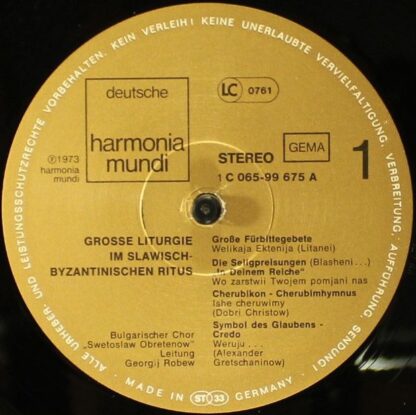 ALLE URHEBER- UND LEISTUNGSSCHUTZRECHTE VORBEHALTEN. KEIN VERLEIH! KEINE UNERLAUBTE VERVIELFÄLTIGUNG, VERBREITUNG, AUFFÜHRUNG, SENDUNG!
deutsche
harmonia
mundi
LC 0761
℗1973
harmonia
mundi
STEREO
GEMA
1
1C 065-99 675 A
GROSSE LITURGIE
IM SLAWISCH-
BYZANTINISCHEN RITUS
Große Fürbittegebete
Welikaja Ektenija (Litanei)
Die Seligpreisungen (Blasheni...)
"In Deinem Reiche"
Wo zarstwii Twojem pomjani nas
Cherubikon - Cherubimhymnus
Ishe cheruwimy
(Dobri Christow)
Symbol des Glaubens -
Credo
Weruju...
(Alexander
Gretschaninow)
Bulgarischer Chor
„Swetoslaw Obretenow"
Leitung
Georgij Robew
MADE IN ST 33 GERMANY